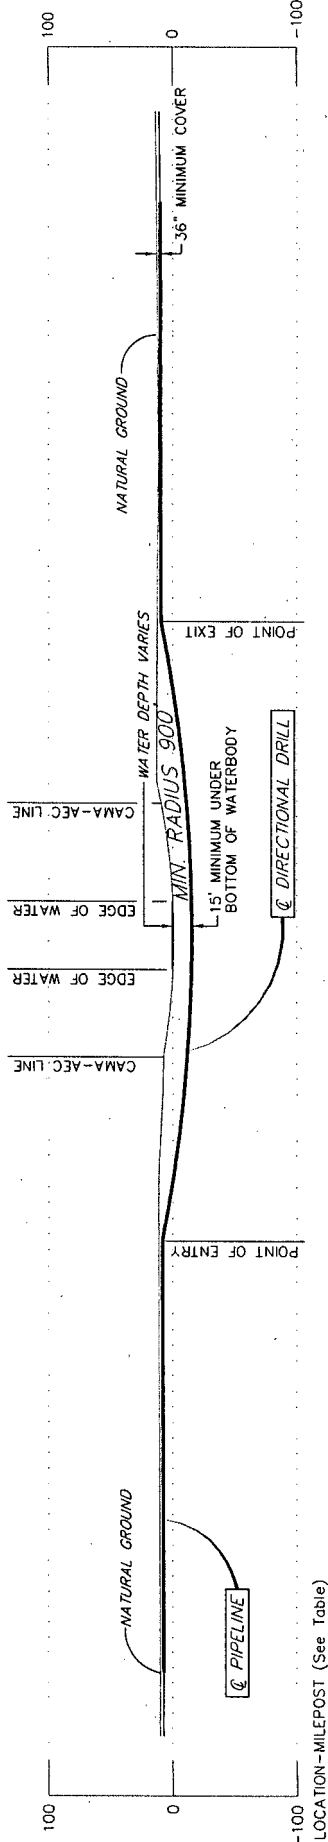 100
0
-100
LOCATION-MILEPOST (See Table)
NATURAL GROUND
℄ PIPELINE
POINT OF ENTRY
CAMA-AEC LINE
EDGE OF WATER
EDGE OF WATER
CAMA-AEC LINE
WATER DEPTH VARIES
MIN. RADIUS 900'
15' MINIMUM UNDER
BOTTOM OF WATERBODY
℄ DIRECTIONAL DRILL
POINT OF EXIT
NATURAL GROUND
36" MINIMUM COVER
100
0
-100